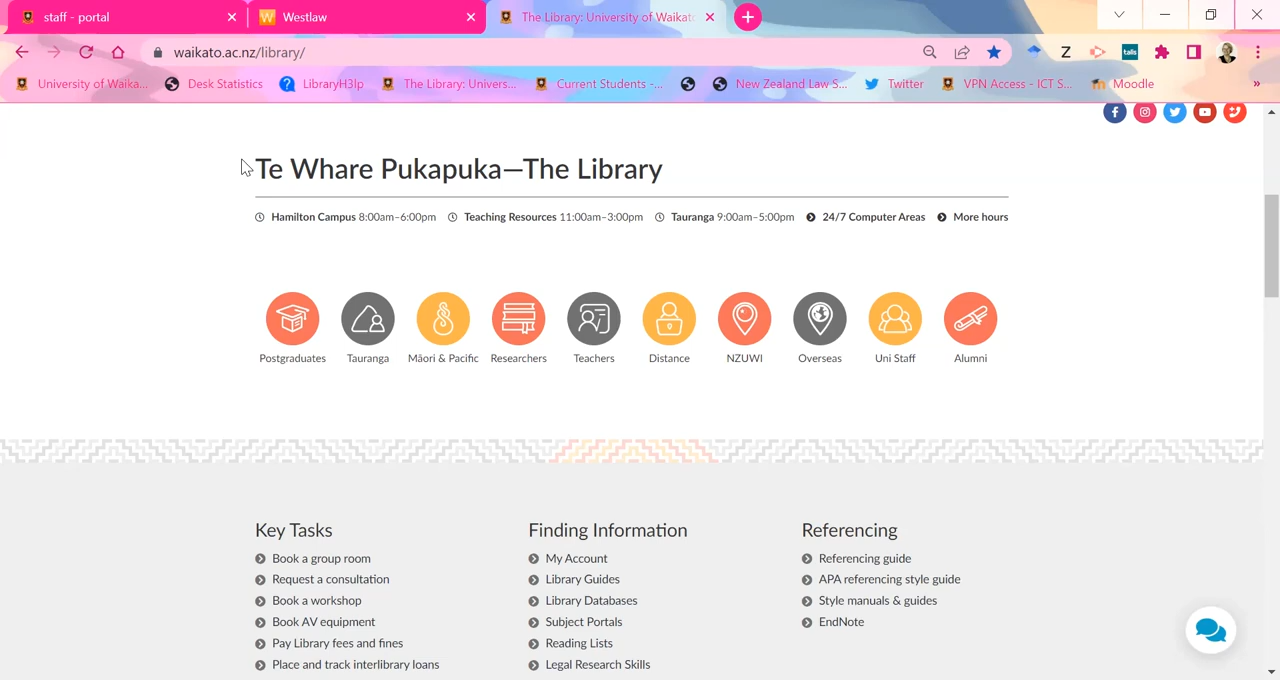 staff - portal
Westlaw
The Library: University of Waikato
waikato.ac.nz/library/
Z
talis
University of Waika...
Desk Statistics
LibraryH3lp
The Library: Univers...
Current Students -...
New Zealand Law S...
Twitter
VPN Access - ICT S...
Moodle
»
Te Whare Pukapuka—The Library
Hamilton Campus 8:00am–6:00pm Teaching Resources 11:00am–3:00pm Tauranga 9:00am–5:00pm 24/7 Computer Areas More hours
Postgraduates
Tauranga
Māori & Pacific
Researchers
Teachers
Distance
NZUWI
Overseas
Uni Staff
Alumni
Key Tasks
Book a group room
Request a consultation
Book a workshop
Book AV equipment
Pay Library fees and fines
Place and track interlibrary loans
Finding Information
My Account
Library Guides
Library Databases
Subject Portals
Reading Lists
Legal Research Skills
Referencing
Referencing guide
APA referencing style guide
Style manuals & guides
EndNote